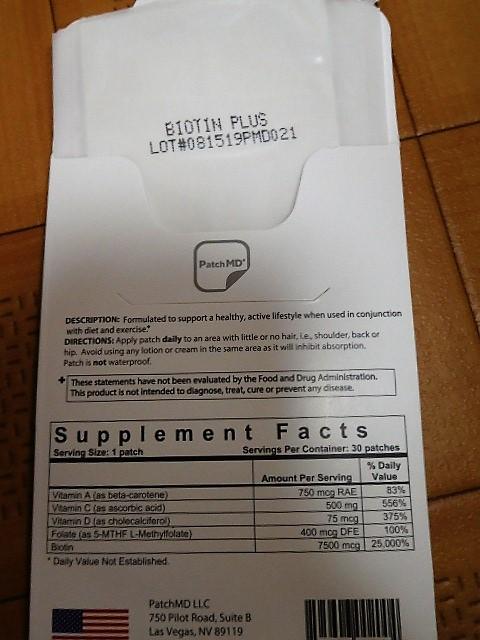 BIOTIN PLUS
LOT#081519PMD021
PatchMD®
DESCRIPTION: Formulated to support a healthy, active lifestyle when used in conjunction
with diet and exercise.⁺
DIRECTIONS: Apply patch daily to an area with little or no hair, i.e., shoulder, back or
hip. Avoid using any lotion or cream in the same area as it will inhibit absorption.
Patch is not waterproof.
+ These statements have not been evaluated by the Food and Drug Administration.
This product is not intended to diagnose, treat, cure or prevent any disease.
Supplement Facts
Serving Size: 1 patch Servings Per Container: 30 patches
Amount Per Serving % Daily Value
Vitamin A (as beta-carotene) 750 mcg RAE 83%
Vitamin C (as ascorbic acid) 500 mg 556%
Vitamin D (as cholecalciferol) 75 mcg 375%
Folate (as 5-MTHF L-Methylfolate) 400 mcg DFE 100%
Biotin 7500 mcg 25,000%
* Daily Value Not Established.
PatchMD LLC
750 Pilot Road, Suite B
Las Vegas, NV 89119